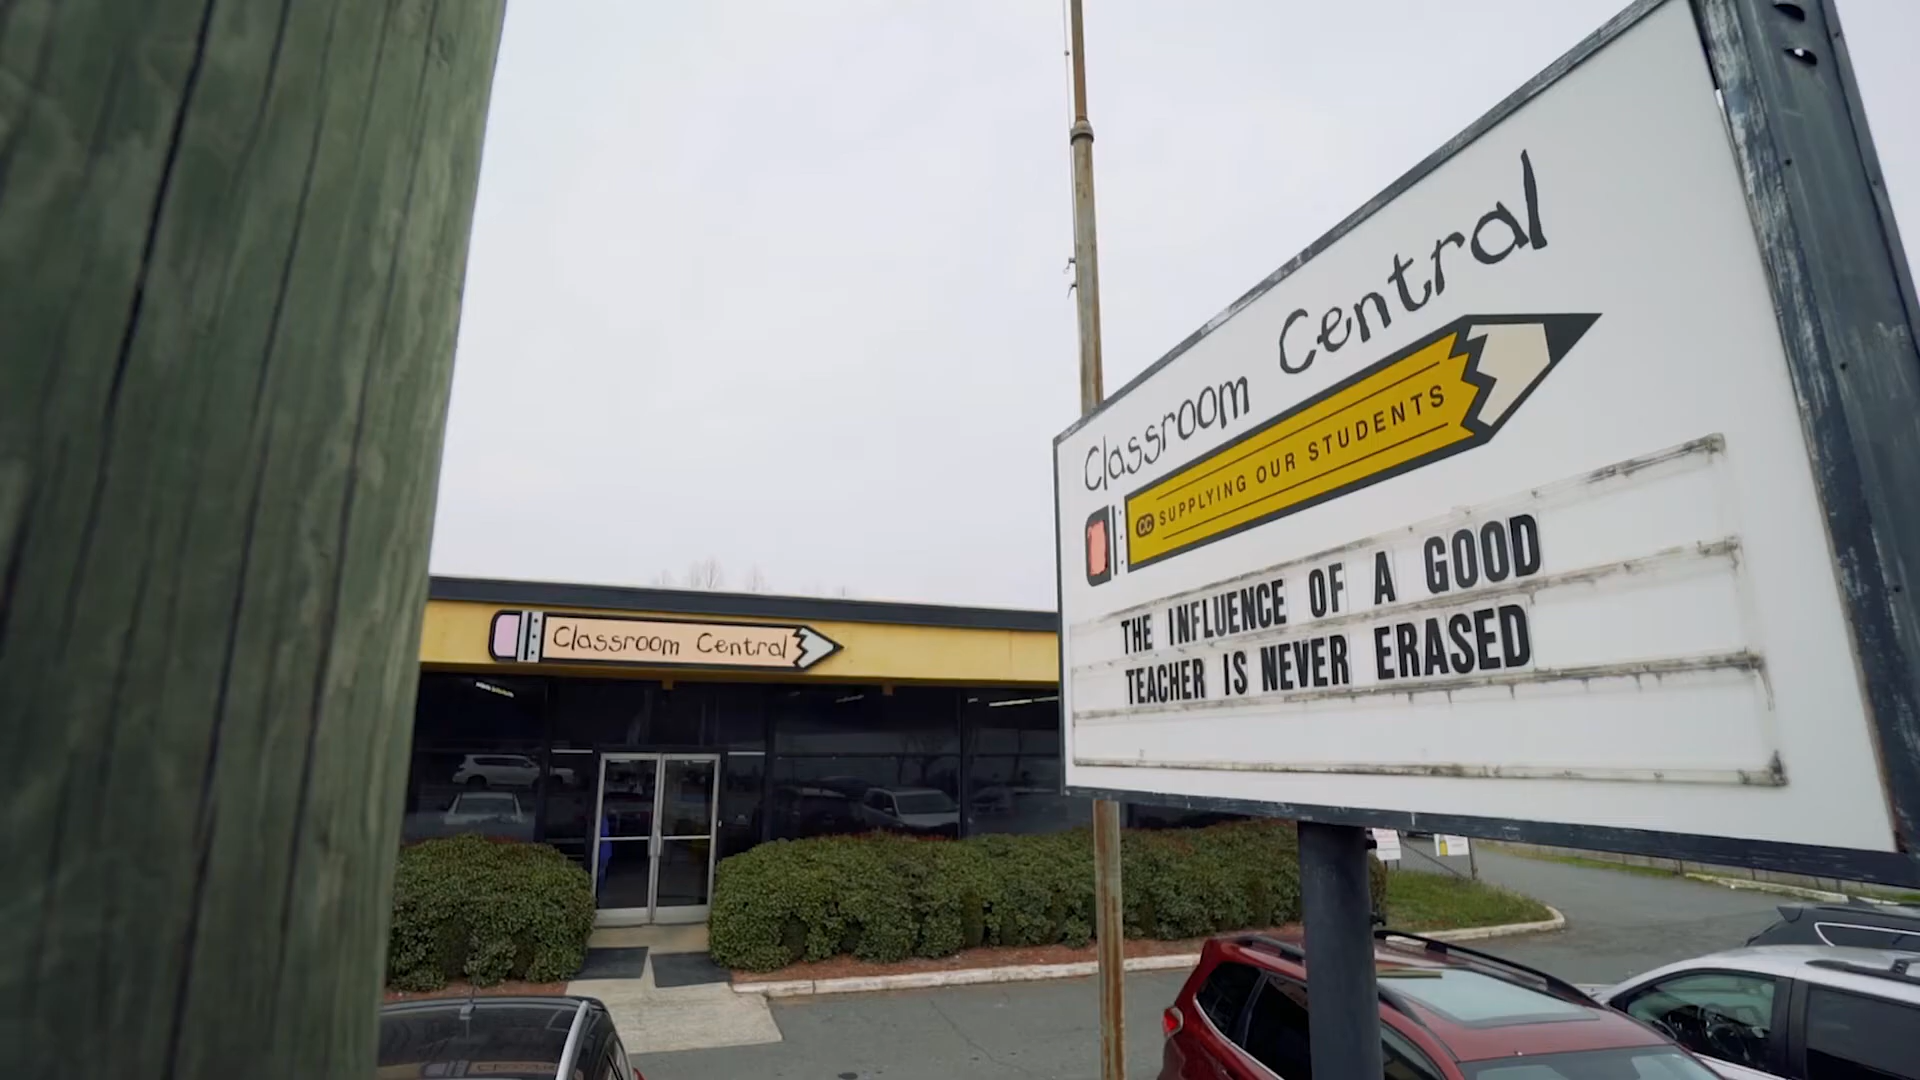 Classroom Central
CC SUPPLYING OUR STUDENTS
THE INFLUENCE OF A GOOD
TEACHER IS NEVER ERASED
Classroom Central